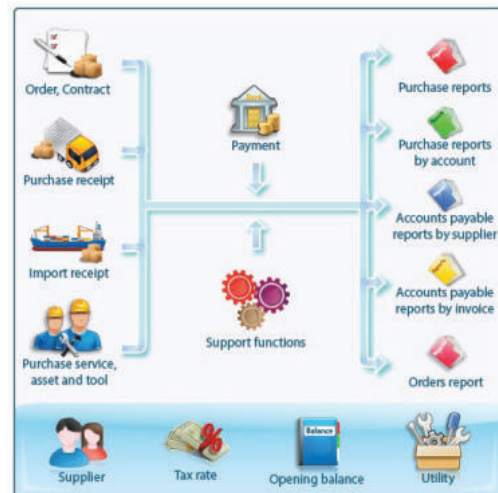 Order, Contract
Purchase receipt
Import receipt
Purchase service,
asset and tool
Payment
Support functions
Purchase reports
Purchase reports
by account
Accounts payable
reports by supplier
Accounts payable
reports by invoice
Orders report
Supplier
%
Tax rate
Balance
Opening balance
Utility